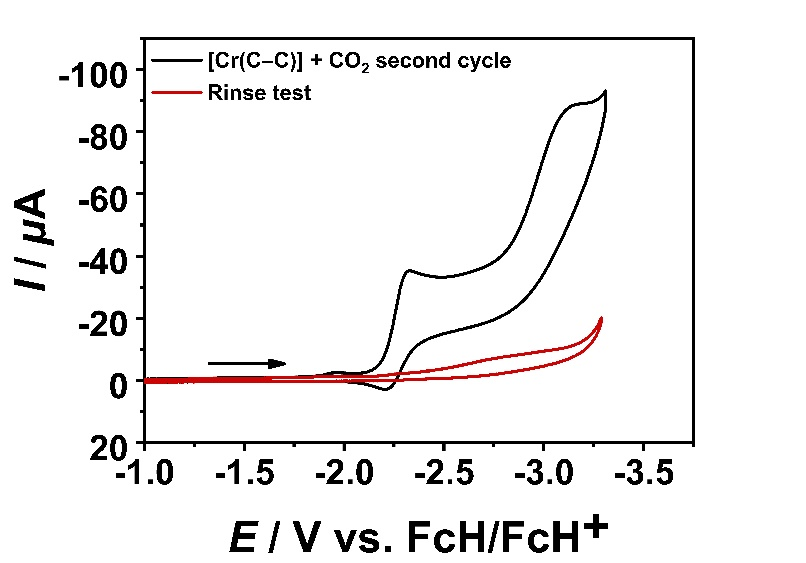 [Cr(C–C)] + CO₂ second cycle
Rinse test
-100
-80
-60
-40
-20
0
20
I / µA
-1.0 -1.5 -2.0 -2.5 -3.0 -3.5
E / V vs. FcH/FcH⁺